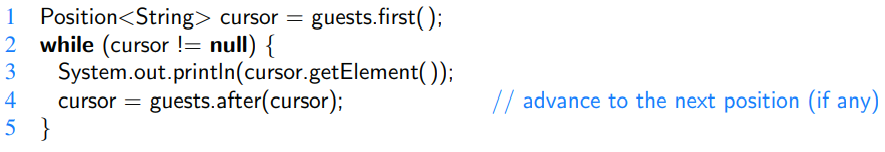 1 Position<String> cursor = guests.first( );
2 while (cursor != null) {
3 System.out.println(cursor.getElement( ));
4 cursor = guests.after(cursor); // advance to the next position (if any)
5 }